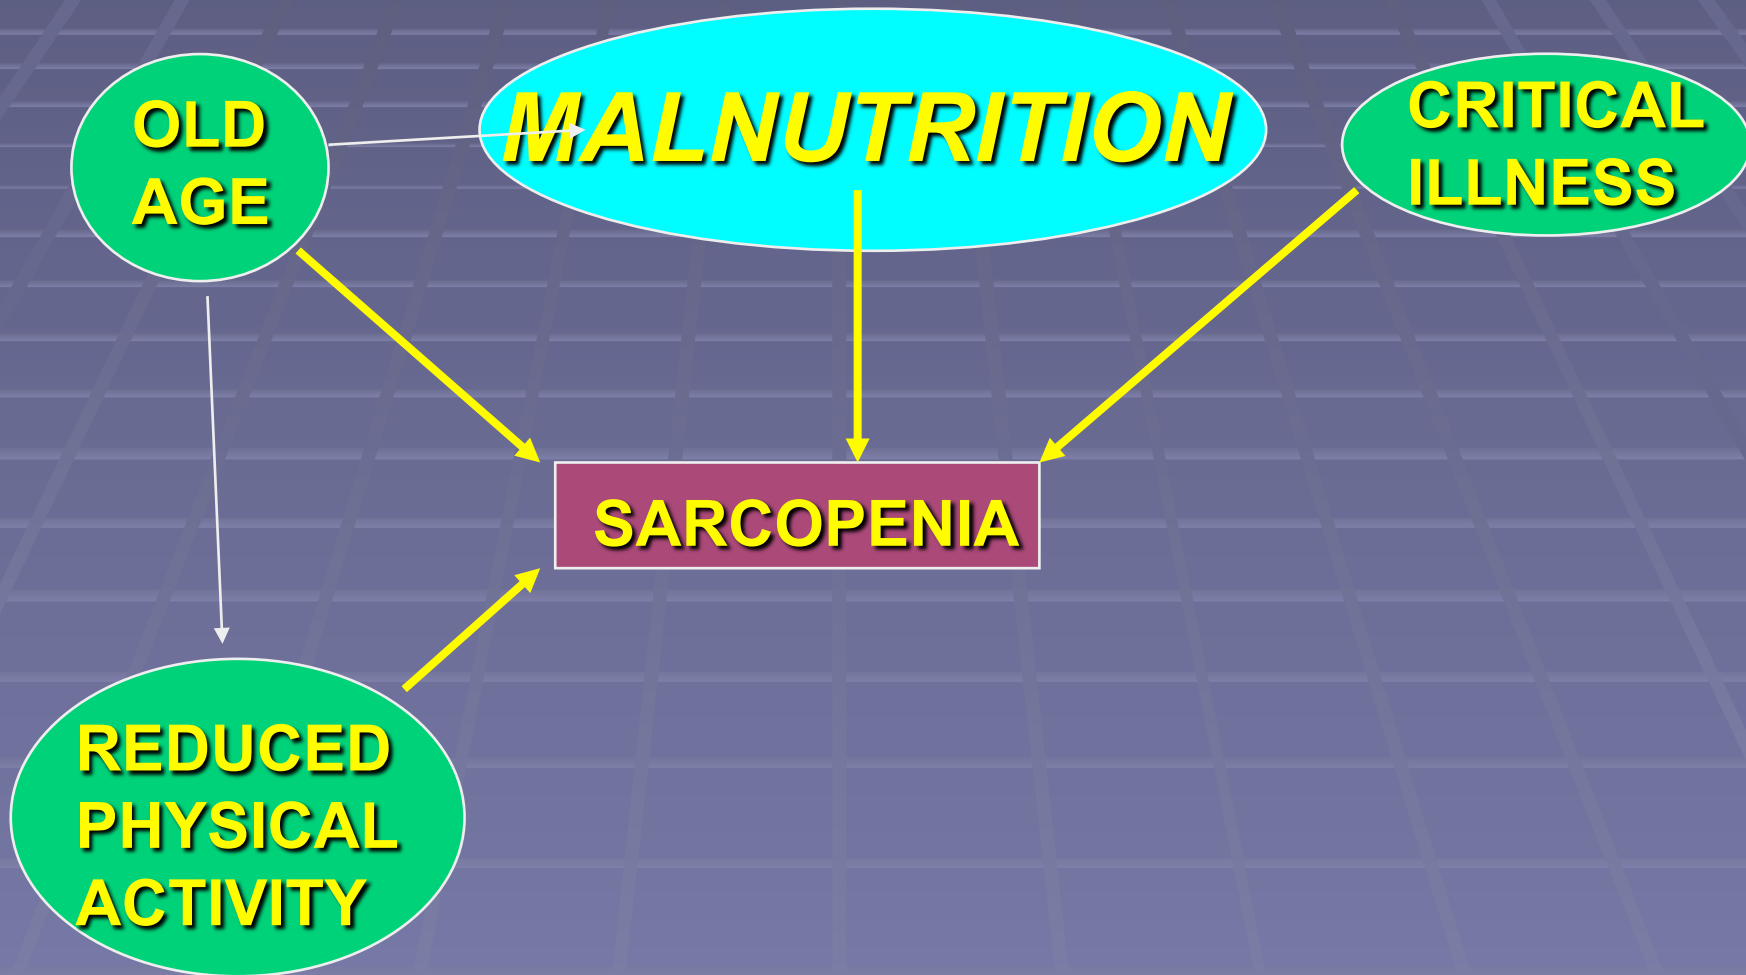 OLD
AGE
MALNUTRITION
CRITICAL
ILLNESS
SARCOPENIA
REDUCED
PHYSICAL
ACTIVITY